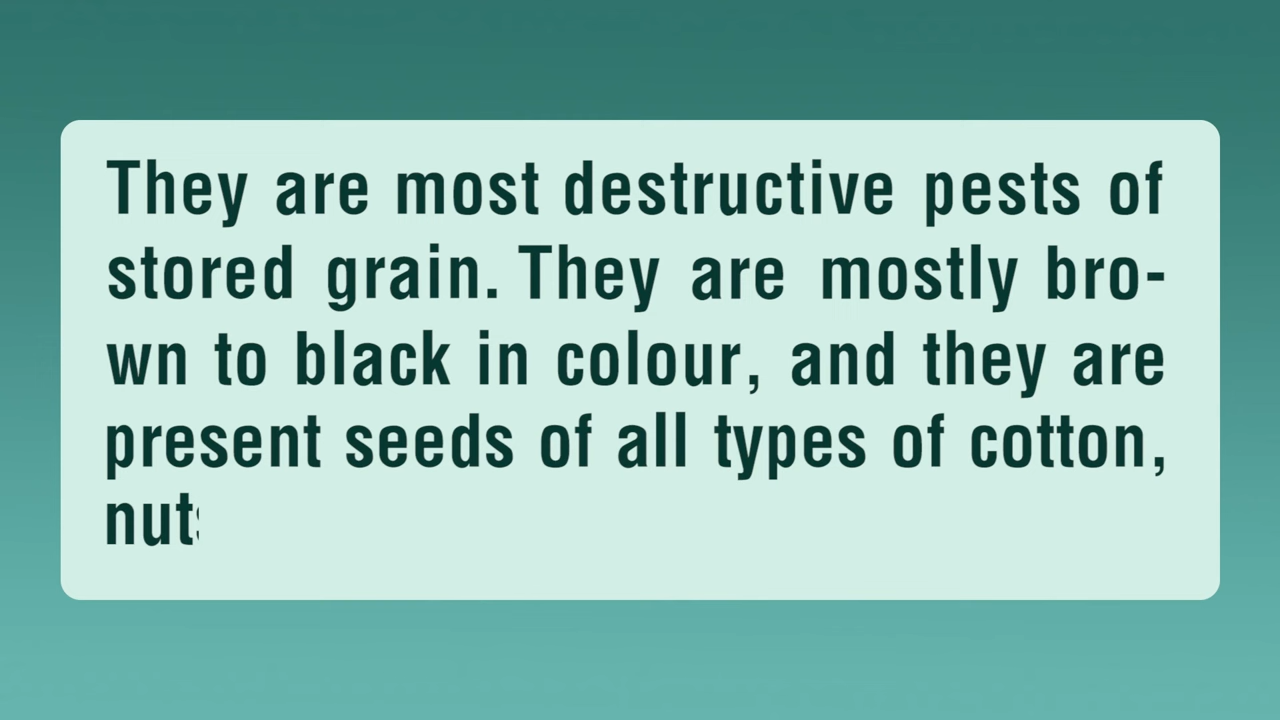 They are most destructive pests of
stored grain. They are mostly bro-
wn to black in colour, and they are
present seeds of all types of cotton,
nuts